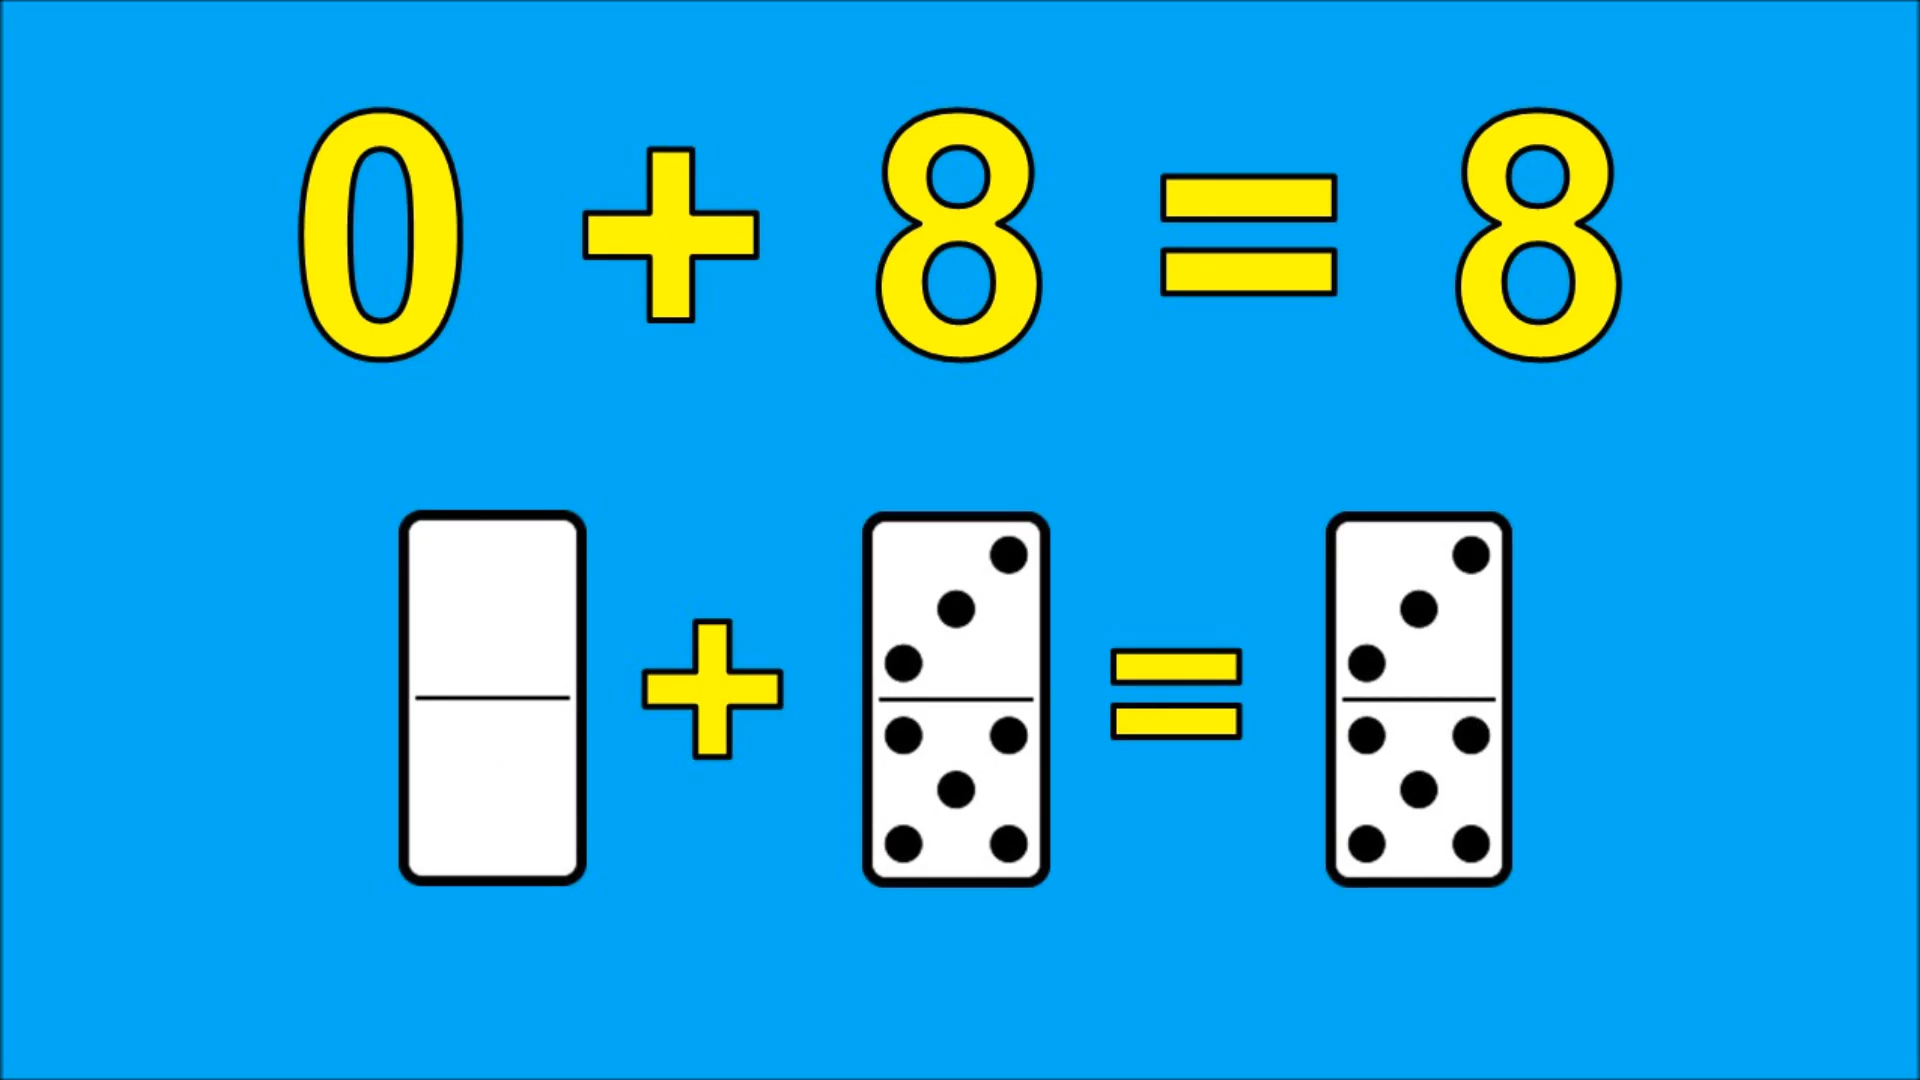 0 + 8 = 8
+ =